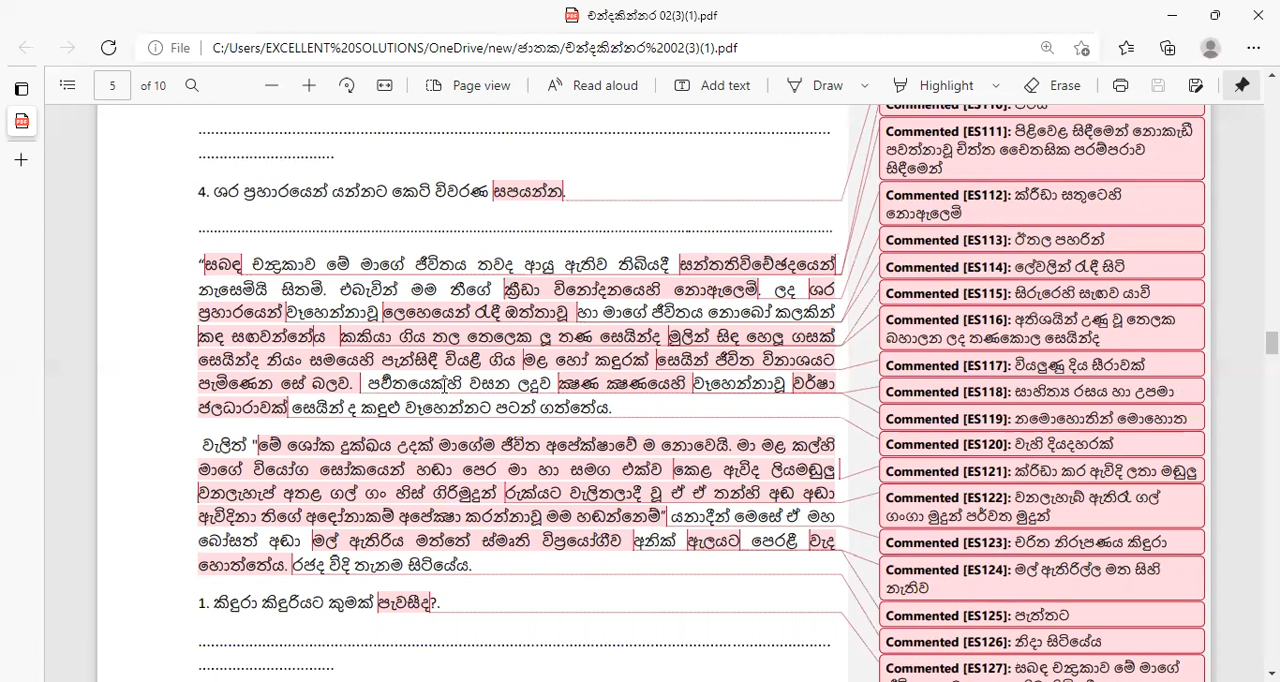 චන්දකින්නර 02(3)(1).pdf
File
C:/Users/EXCELLENT%20SOLUTIONS/OneDrive/new/ජාතක/චන්දකින්නර%2002(3)(1).pdf
5 of 10
Page view
Read aloud
Add text
Draw
Highlight
Erase
4. ශර ප්‍රහාරයෙන් යන්නට කෙටි විවරණ සපයන්න.
“සබඳ චන්‍ද්‍රකාව මේ මාගේ ජීවිතය තවද ආයු ඇතිව තිබියදී සන්තතිවිච්ඡේදයෙන්
නැසෙමියි සිතමි. එබැවින් මම තීගේ ක්‍රීඩා විනෝදනයෙහි නොඇලෙමි. ලද ශර
ප්‍රහාරයෙන් වෑහෙන්නාවූ ලෙහෙයෙන් රැඳී ඔත්තාවූ හා මාගේ ජීවිතය නොබෝ කලකින්
කඳ සඟවන්නේය කකියා ගිය තල තෙලෙක ලූ තණ සෙයින්ද මුලින් සිඳ හෙලූ ගසක්
සෙයින්ද නියං සමයෙහි පැන්සිඳී වියළී ගිය මළ හෝ කඳුරක් සෙයින් ජීවිත විනාශයට
පැමිණෙන සේ බලව. පර්‍වතයෙක්හි වසන ලදුව ක්‍ෂණ ක්‍ෂණයෙහි වෑහෙන්නාවූ වර්ෂා
ජලධාරාවක් සෙයින් ද කඳුළු වෑහෙන්නට පටන් ගත්තේය.
වැලිත් "මේ ශෝක දුක්ඛය උදක් මාගේම ජීවිත අපේක්ෂාවේ ම නොවෙයි. මා මළ කල්හි
මාගේ වියෝග සෝකයෙන් හඬා පෙර මා හා සමග එක්ව කෙළ ඇවිද ලියමඬුලු
වනලැහැප් අතළ ගල් ගං හිස් ගිරිමුදුන් රුක්යට වැලිතලාදී වූ ඒ ඒ තන්හි අඬ අඬා
ඇවිදිනා තිගේ අඳෝනාකම් අපේක්‍ෂා කරන්නාවූ මම හඬන්නෙමි” යනාදීන් මෙසේ ඒ මහ
බෝසත් අඬා මල් ඇතිරිය මත්තේ ස්මෘති විප්‍රයෝගීව අනික් ඇලයට පෙරළී වැද
හොත්තේය. රජද විදි තැනම සිටියේය.
1. කිඳුරා කිඳුරියට කුමක් පැවසීද?.
Commented [ES111]: පිළිවෙළ සිඳීමෙන් නොකැඩී
පවත්නාවූ චිත්ත චෛතසික පරම්පරාව
සිඳීමෙන්
Commented [ES112]: ක්රීඩා සතුටෙහි
නොඇලෙමි
Commented [ES113]: ඊතල පහරින්
Commented [ES114]: ලේවලින් රැඳී සිටි
Commented [ES115]: සිරුරෙහි සැඟව යාවි
Commented [ES116]: අතිශයින් උණු වූ තෙලක
බහාලන ලද තණකොල සෙයින්ද
Commented [ES117]: වියලුණු දිය සීරාවක්
Commented [ES118]: සාහිත්‍ය රසය හා උපමා
Commented [ES119]: නමොහොතින් මොහොත
Commented [ES120]: වැහි දියදහරක්
Commented [ES121]: ක්රීඩා කර ඇවිදි ලතා මඬුලු
Commented [ES122]: වනලැහැබ් ඇතිරෑ ගල්
ගංගා මුදුන් පර්වත මුදුන්
Commented [ES123]: චරිත නිරූපණය කිඳුරා
Commented [ES124]: මල් ඇතිරිල්ල මත සිහි
නැතිව
Commented [ES125]: පැත්තට
Commented [ES126]: නිදා සිටියේය
Commented [ES127]: සබඳ චන්‍ද්‍රකාව මේ මාගේ